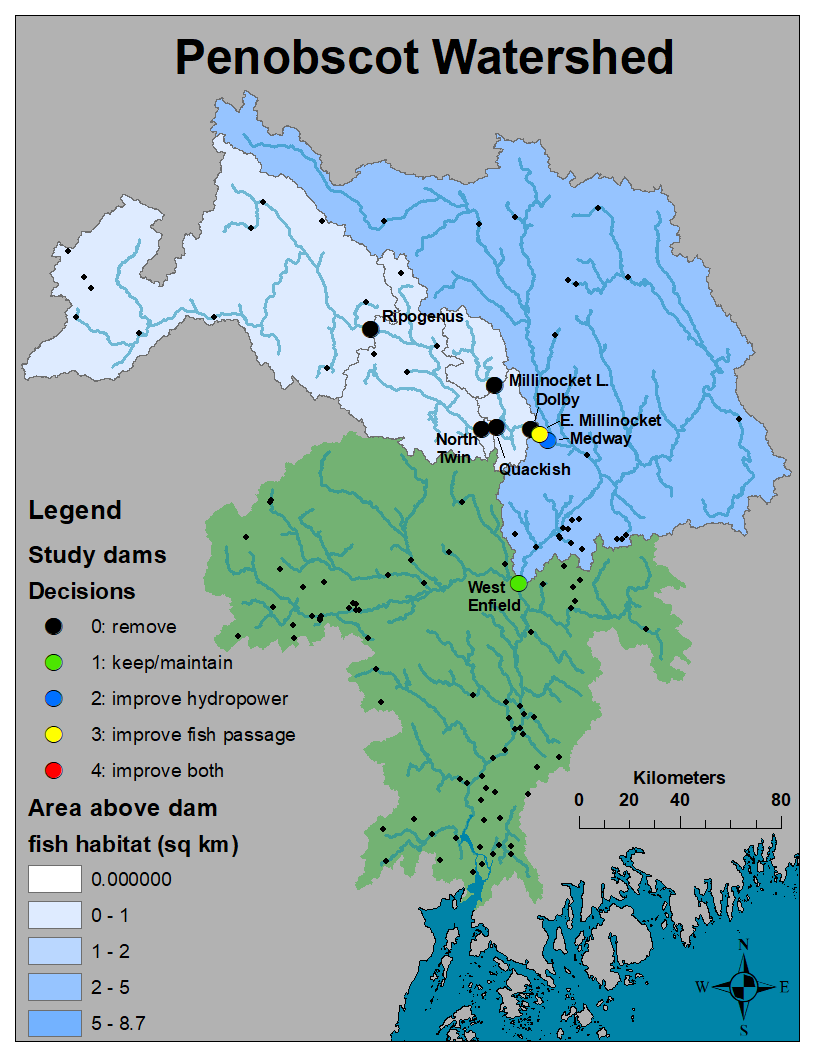 Penobscot Watershed
Ripogenus
Millinocket L.
Dolby
E. Millinocket
Medway
North
Twin
Quackish
West
Enfield
Legend
Study dams
Decisions
0: remove
1: keep/maintain
2: improve hydropower
3: improve fish passage
4: improve both
Area above dam
fish habitat (sq km)
0.000000
0 - 1
1 - 2
2 - 5
5 - 8.7
Kilometers
0 20 40 80
N
W E
S